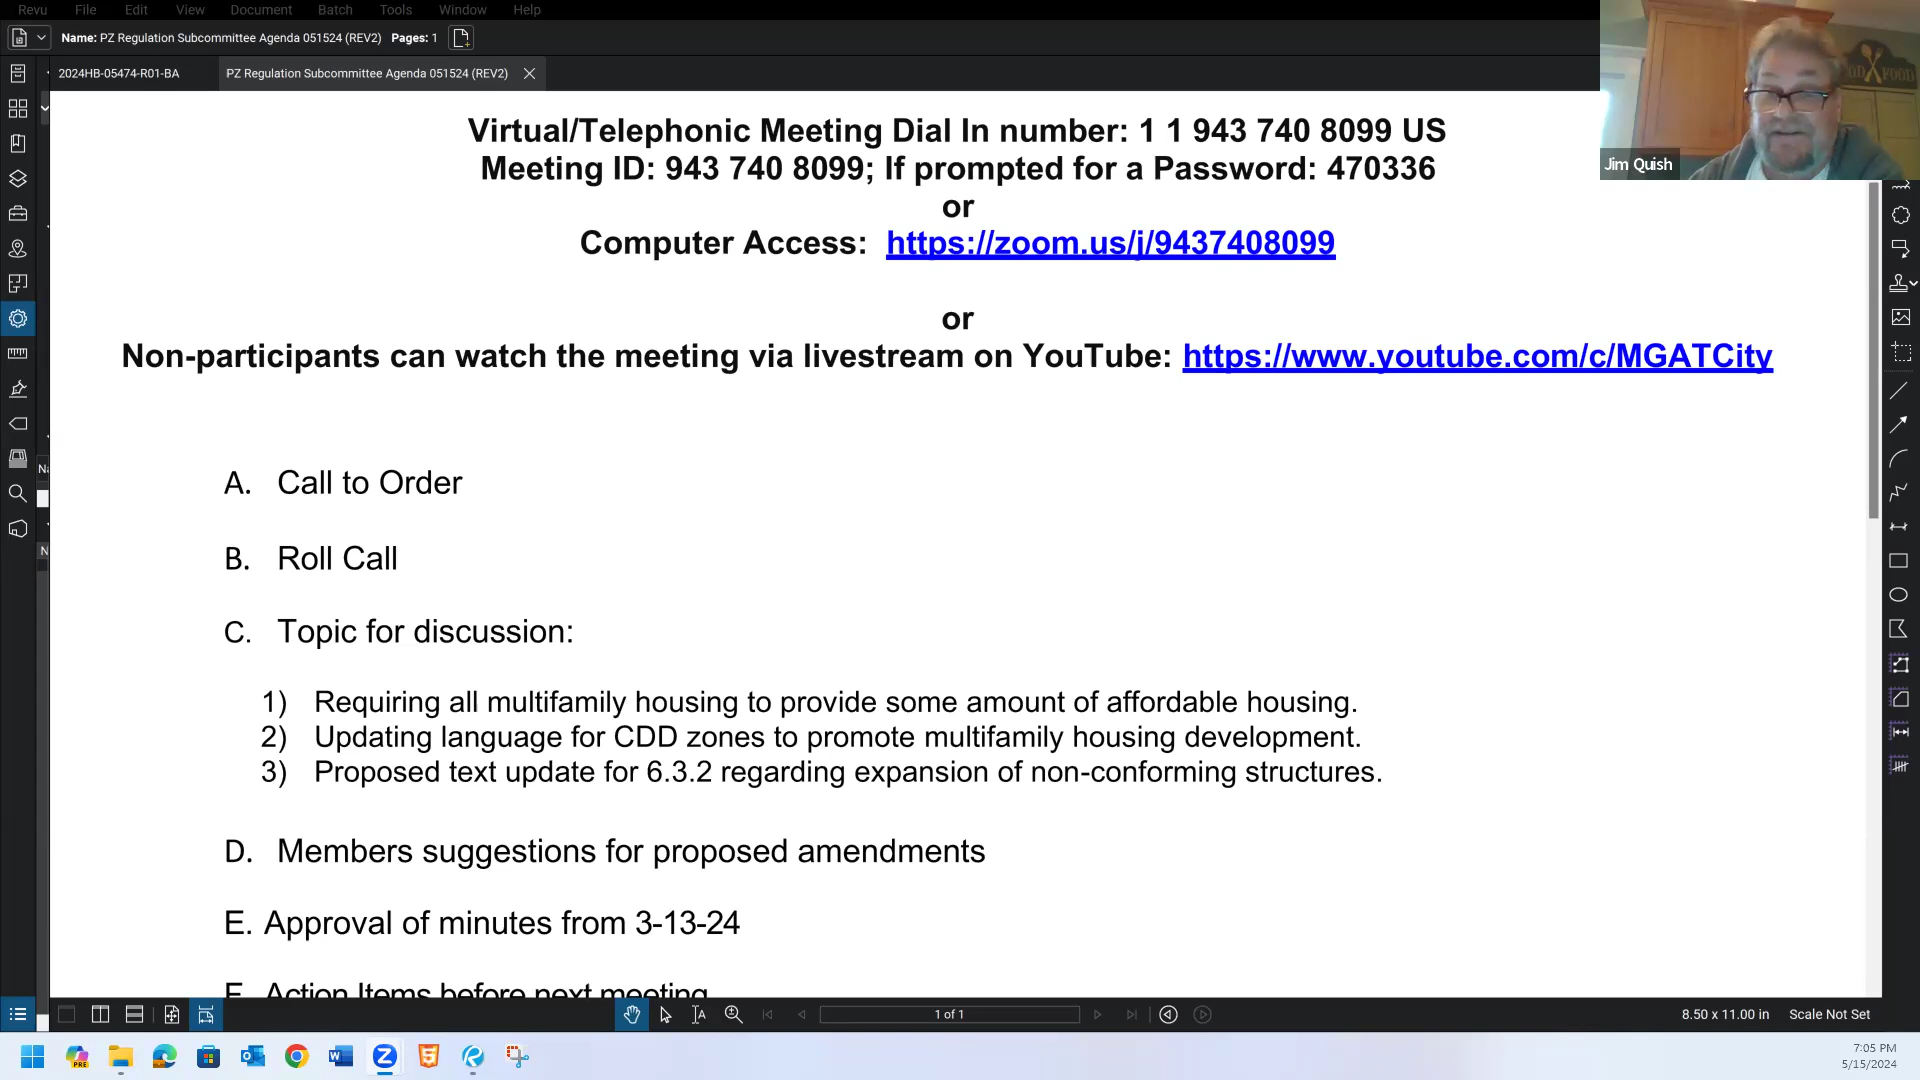 Revu File Edit View Document Batch Tools Window Help
Name: PZ Regulation Subcommittee Agenda 051524 (REV2) Pages: 1
2024HB-05474-R01-BA PZ Regulation Subcommittee Agenda 051524 (REV2)
Jim Quish
Virtual/Telephonic Meeting Dial In number: 1 1 943 740 8099 US
Meeting ID: 943 740 8099; If prompted for a Password: 470336
or
Computer Access: https://zoom.us/j/9437408099
or
Non-participants can watch the meeting via livestream on YouTube: https://www.youtube.com/c/MGATCity
A. Call to Order
B. Roll Call
C. Topic for discussion:
1) Requiring all multifamily housing to provide some amount of affordable housing.
2) Updating language for CDD zones to promote multifamily housing development.
3) Proposed text update for 6.3.2 regarding expansion of non-conforming structures.
D. Members suggestions for proposed amendments
E. Approval of minutes from 3-13-24
F. Action Items before next meeting
1 of 1
8.50 x 11.00 in Scale Not Set
7:05 PM
5/15/2024